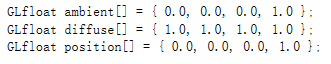 GLfloat ambient[] = { 0.0, 0.0, 0.0, 1.0 };
GLfloat diffuse[] = { 1.0, 1.0, 1.0, 1.0 };
GLfloat position[] = { 0.0, 0.0, 0.0, 1.0 };